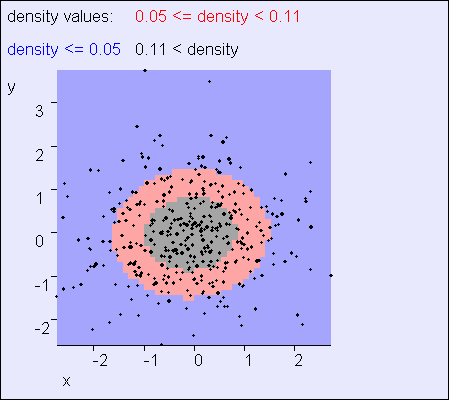 density values: 0.05 <= density < 0.11
density <= 0.05 0.11 < density
y
3
2
1
0
-1
-2
-2 -1 0 1 2
x